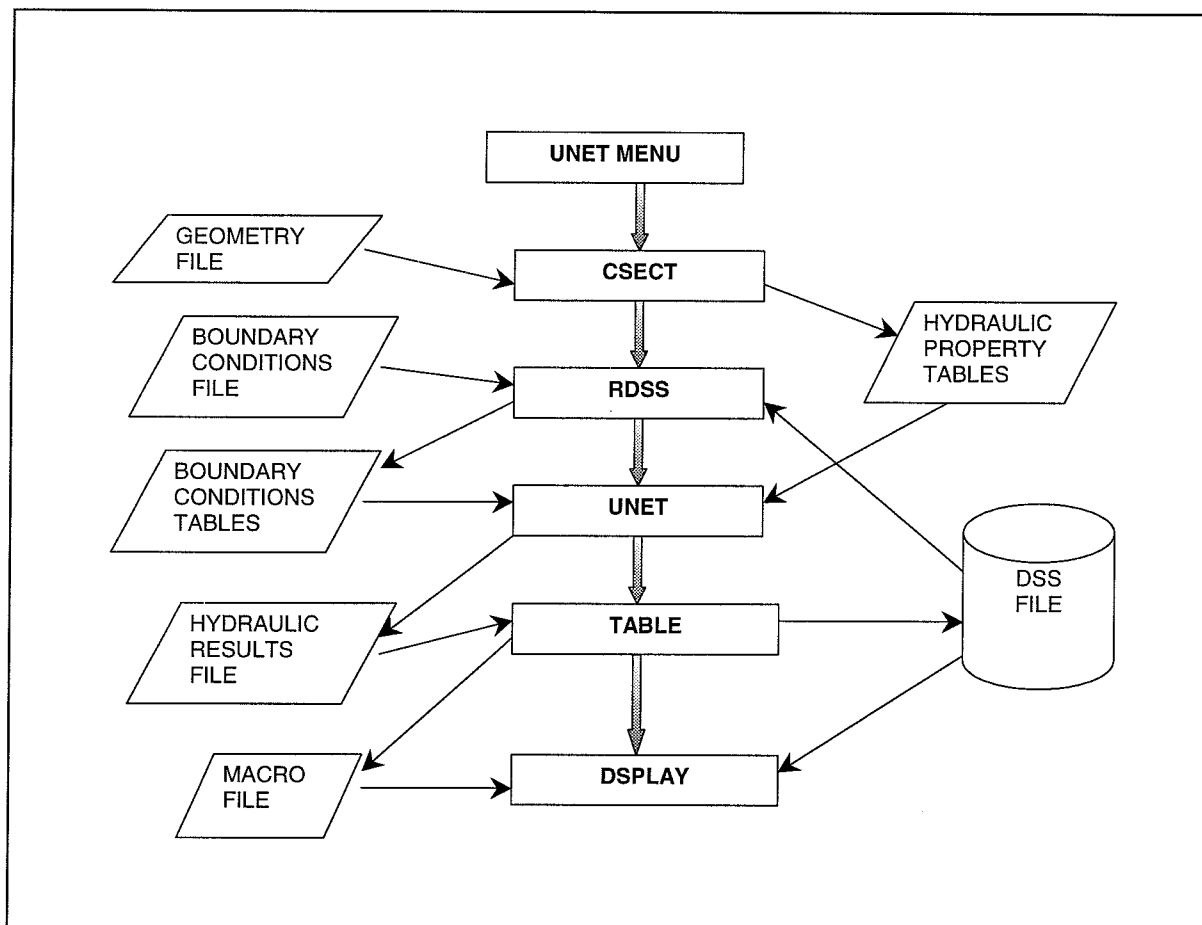 UNET MENU
GEOMETRY
FILE
CSECT
BOUNDARY
CONDITIONS
FILE
HYDRAULIC
PROPERTY
TABLES
RDSS
BOUNDARY
CONDITIONS
TABLES
UNET
DSS
FILE
HYDRAULIC
RESULTS
FILE
TABLE
MACRO
FILE
DSPLAY